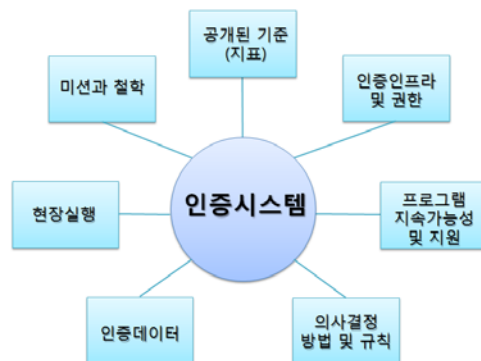 공개된 기준
(지표)
미션과 철학
인증인프라
및 권한
인증시스템
현장실행
프로그램
지속가능성
및 지원
인증데이터
의사결정
방법 및 규칙